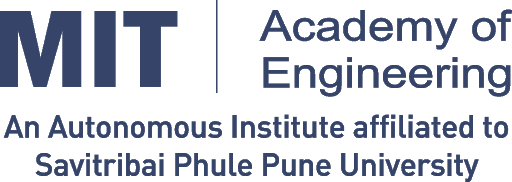 MIT
Academy of
Engineering
An Autonomous Institute affiliated to
Savitribai Phule Pune University